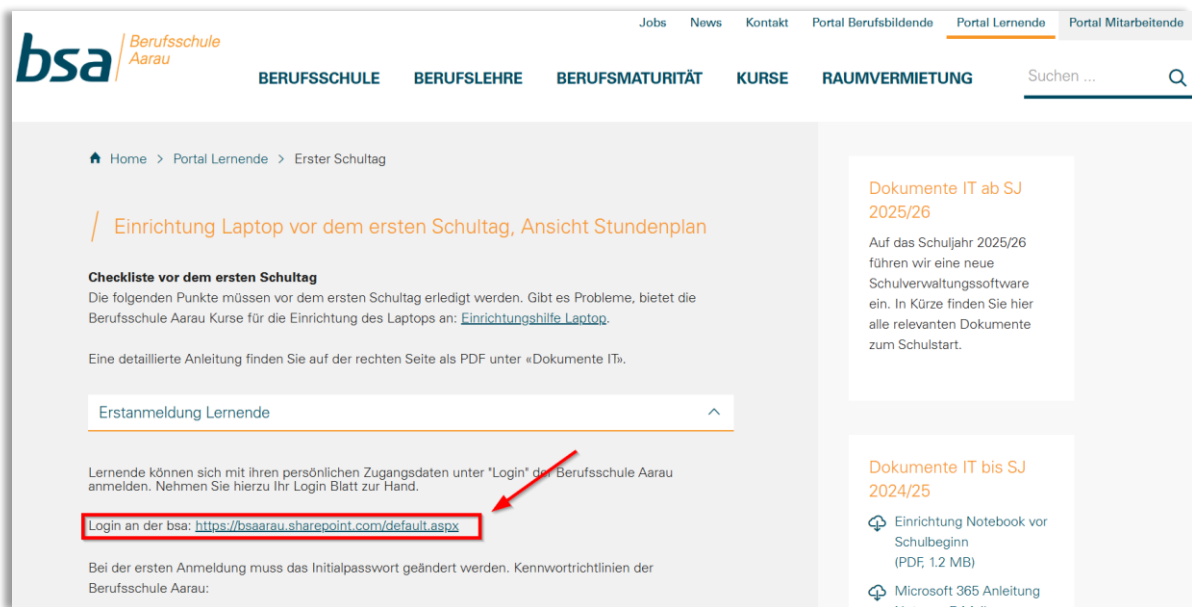 Jobs News Kontakt Portal Berufsbildende Portal Lernende Portal Mitarbeitende
bsa Berufsschule
Aarau
BERUFSSCHULE BERUFSLEHRE BERUFSMATURITÄT KURSE RAUMVERMIETUNG Suchen ...
Home > Portal Lernende > Erster Schultag
Einrichtung Laptop vor dem ersten Schultag, Ansicht Stundenplan
Checkliste vor dem ersten Schultag
Die folgenden Punkte müssen vor dem ersten Schultag erledigt werden. Gibt es Probleme, bietet die
Berufsschule Aarau Kurse für die Einrichtung des Laptops an: Einrichtungshilfe Laptop.
Eine detaillierte Anleitung finden Sie auf der rechten Seite als PDF unter «Dokumente IT».
Erstanmeldung Lernende
Lernende können sich mit ihren persönlichen Zugangsdaten unter "Login" der Berufsschule Aarau
anmelden. Nehmen Sie hierzu Ihr Login Blatt zur Hand.
Login an der bsa: https://bsaarau.sharepoint.com/default.aspx
Bei der ersten Anmeldung muss das Initialpasswort geändert werden. Kennwortrichtlinien der
Berufsschule Aarau:
Dokumente IT ab SJ
2025/26
Auf das Schuljahr 2025/26
führen wir eine neue
Schulverwaltungssoftware
ein. In Kürze finden Sie hier
alle relevanten Dokumente
zum Schulstart.
Dokumente IT bis SJ
2024/25
Einrichtung Notebook vor
Schulbeginn
(PDF, 1.2 MB)
Microsoft 365 Anleitung